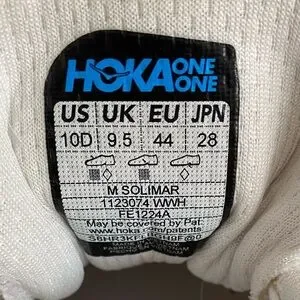 HOKA ONE ONE
US UK EU JPN
10D 9.5 44 28
M SOLIMAR
1123074 WWH
FE1224A
May be covered by Pat.
www.hoka.com/patents